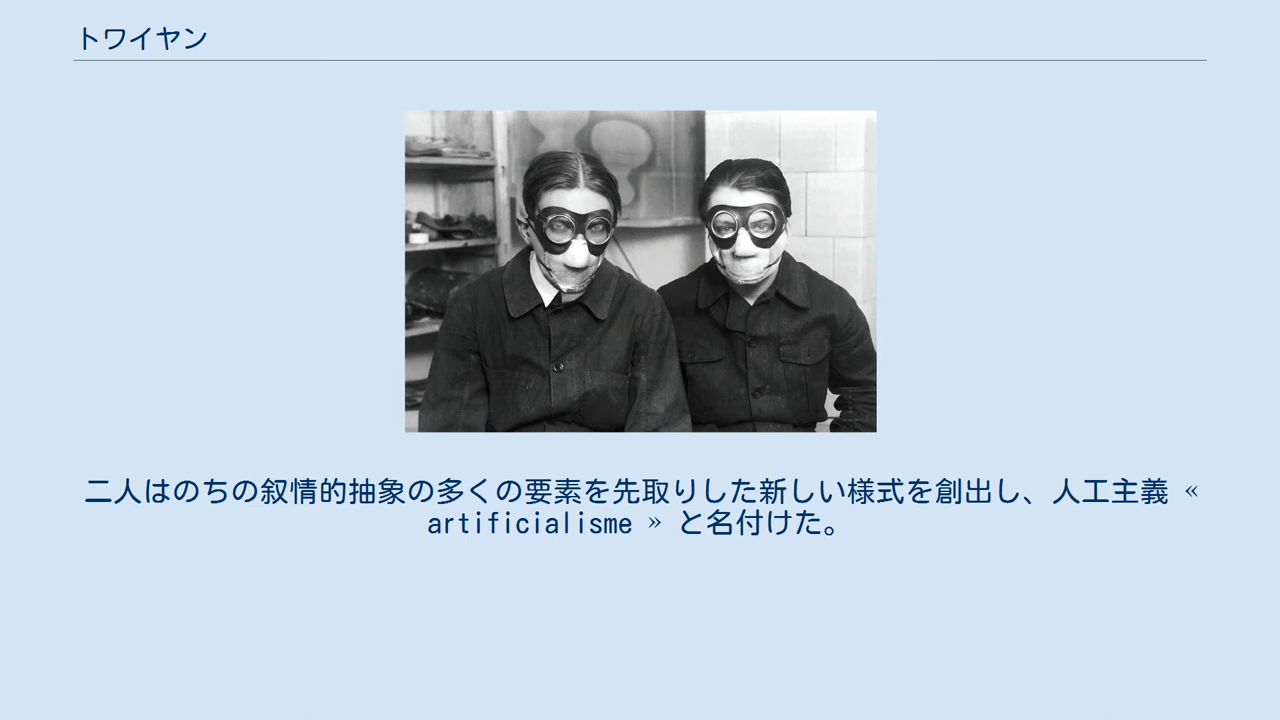 トワイヤン
二人はのちの叙情的抽象の多くの要素を先取りした新しい様式を創出し、人工主義 «
artificialisme » と名付けた。